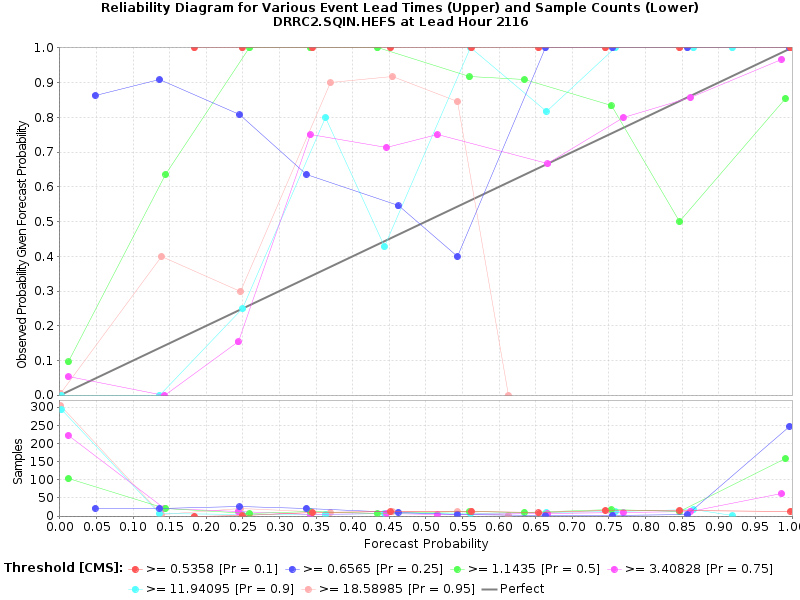 Reliability Diagram for Various Event Lead Times (Upper) and Sample Counts (Lower)
DRRC2.SQIN.HEFS at Lead Hour 2116
Observed Probability Given Forecast Probability
1.0
0.9
0.8
0.7
0.6
0.5
0.4
0.3
0.2
0.1
0.0
Samples
300
250
200
150
100
50
0
0.00 0.05 0.10 0.15 0.20 0.25 0.30 0.35 0.40 0.45 0.50 0.55 0.60 0.65 0.70 0.75 0.80 0.85 0.90 0.95 1.0
Forecast Probability
Threshold [CMS]: >= 0.5358 [Pr = 0.1] >= 0.6565 [Pr = 0.25] >= 1.1435 [Pr = 0.5] >= 3.40828 [Pr = 0.75]
>= 11.94095 [Pr = 0.9] >= 18.58985 [Pr = 0.95] Perfect